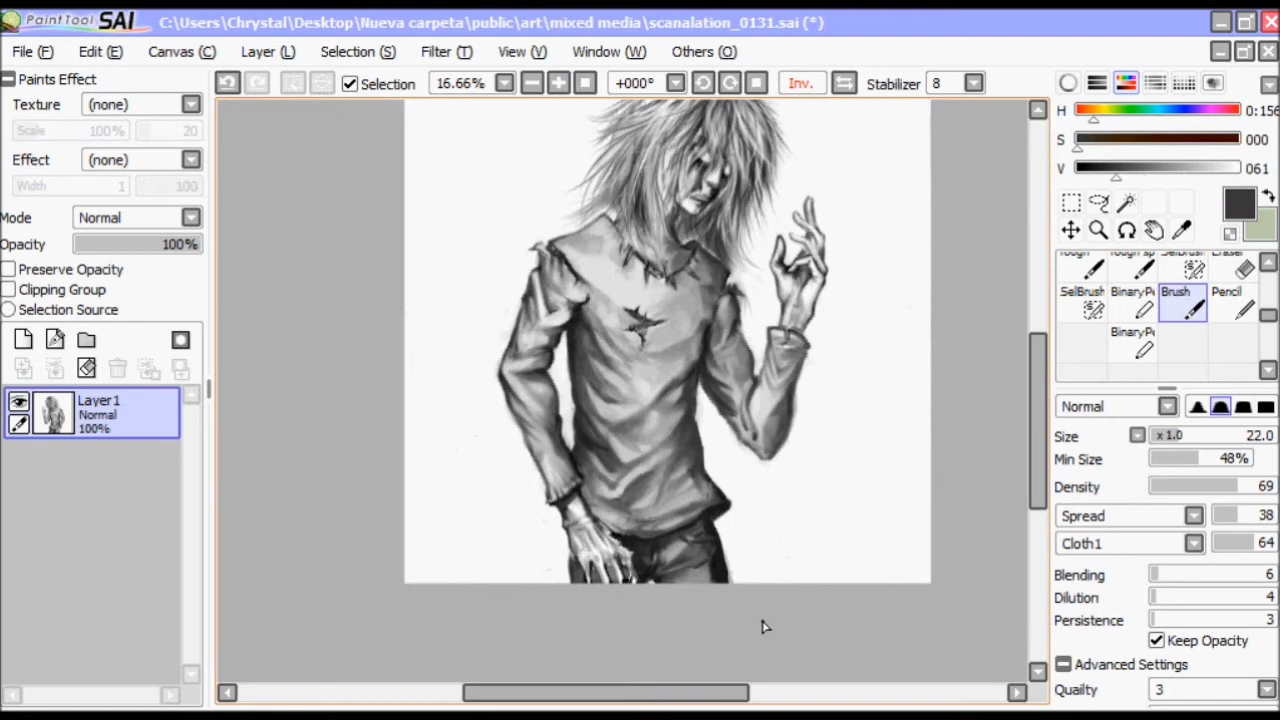 PaintTool SAI C:\Users\Chrystal\Desktop\Nueva carpeta\public\art\mixed media\scanalation_0131.sai (*)
File (F) Edit (E) Canvas (C) Layer (L) Selection (S) Filter (T) View (V) Window (W) Others (O)
Paints Effect
Selection 16.66% +000° Inv. Stabilizer 8
Texture (none)
Scale 100% 20
Effect (none)
Width 1 100
Mode Normal
Opacity 100%
Preserve Opacity
Clipping Group
Selection Source
Layer1
Normal
100%
H 0:156
S 000
V 061
SelBrush BinaryPe Brush Pencil
BinaryPe
Normal
Size x 1.0 22.0
Min Size 48%
Density 69
Spread 38
Cloth1 64
Blending 6
Dilution 4
Persistence 3
Keep Opacity
Advanced Settings
Quailty 3